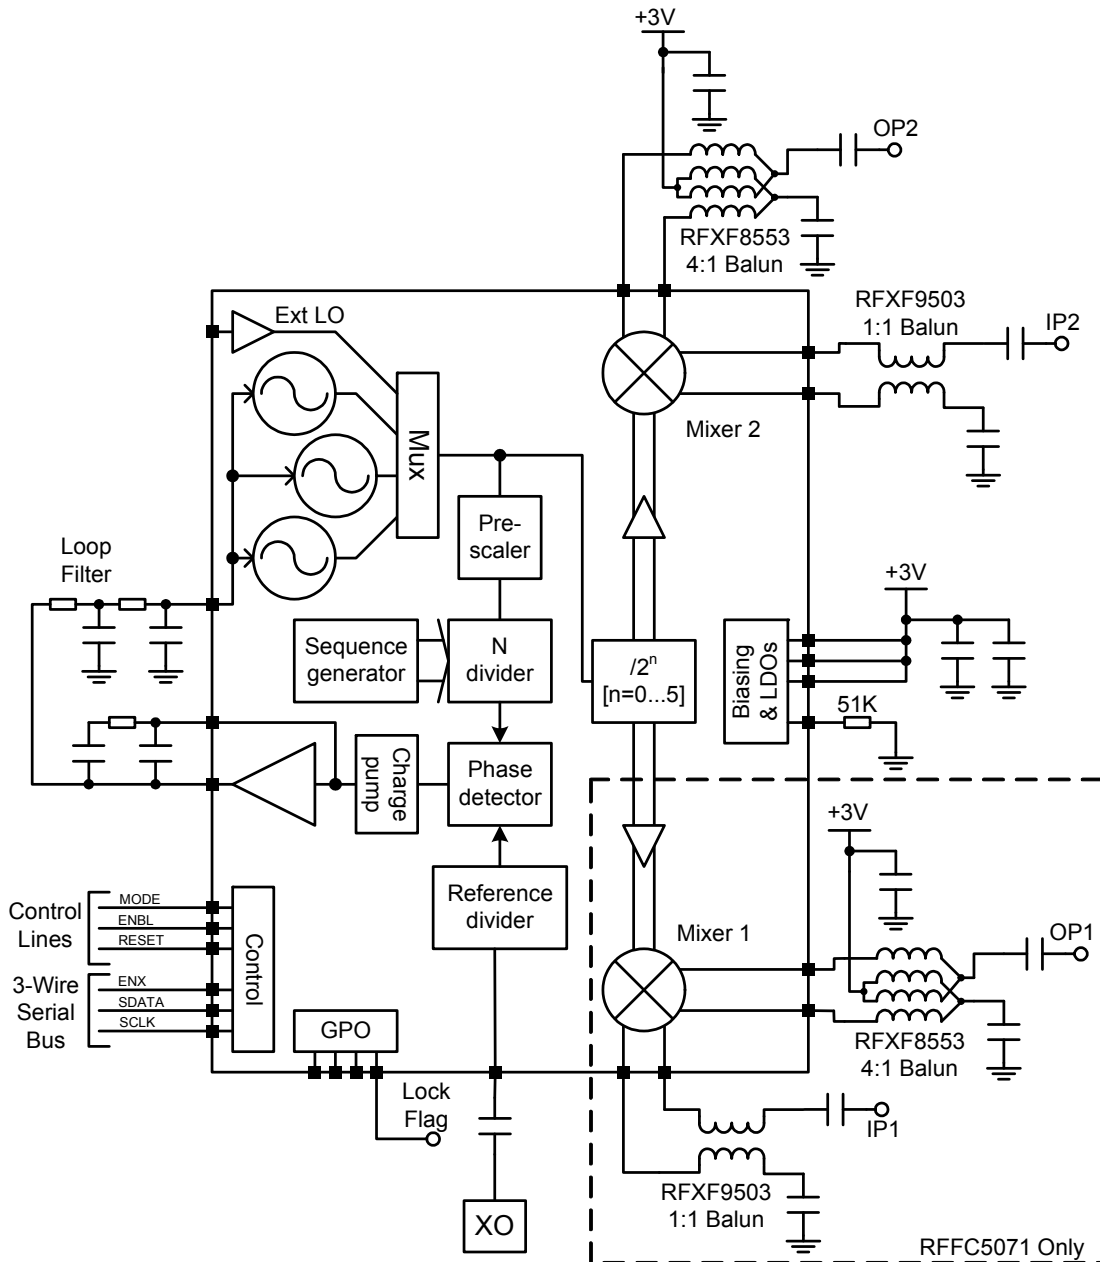 +3V
OP2
RFXF8553
4:1 Balun
RFXF9503
1:1 Balun
IP2
Ext LO
Mux
Mixer 2
Pre-
scaler
Loop
Filter
+3V
Sequence
generator
N
divider
/2ⁿ
[n=0...5]
Biasing
& LDOs
51K
Charge
pump
Phase
detector
+3V
Reference
divider
Control
Lines
MODE
ENBL
RESET
Control
Mixer 1
OP1
3-Wire
Serial
Bus
ENX
SDATA
SCLK
GPO
RFXF8553
4:1 Balun
Lock
Flag
IP1
RFXF9503
1:1 Balun
XO
RFFC5071 Only